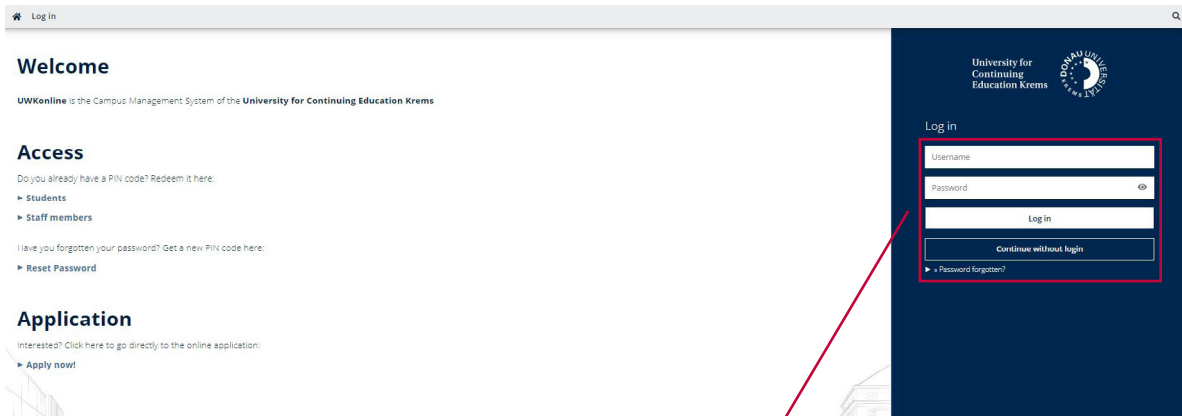 Log in
Welcome
UWKonline is the Campus Management System of the University for Continuing Education Krems
Access
Do you already have a PIN code? Redeem it here:
► Students
► Staff members
Have you forgotten your password? Get a new PIN code here:
► Reset Password
Application
Interested? Click here to go directly to the online application:
► Apply now!
University for
Continuing
Education Krems
DONAU UNIVERSITÄT KREMS
Log in
Username
Password
Log in
Continue without login
► » Password forgotten?